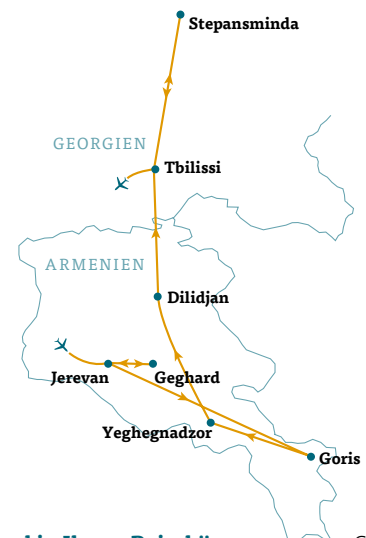 Stepansminda
GEORGIEN
Tbilissi
ARMENIEN
Dilidjan
Jerevan
Geghard
Yeghegnadzor
Goris